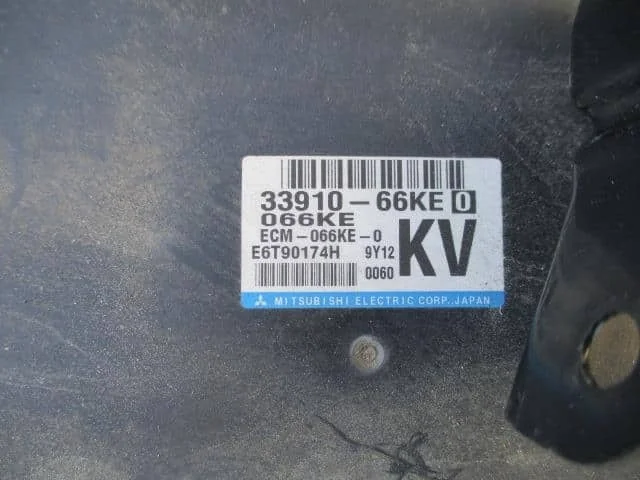 33910-66KE 0
066KE
ECM-066KE-0
E6T90174H 9Y12
KV
0060
MITSUBISHI ELECTRIC CORP., JAPAN